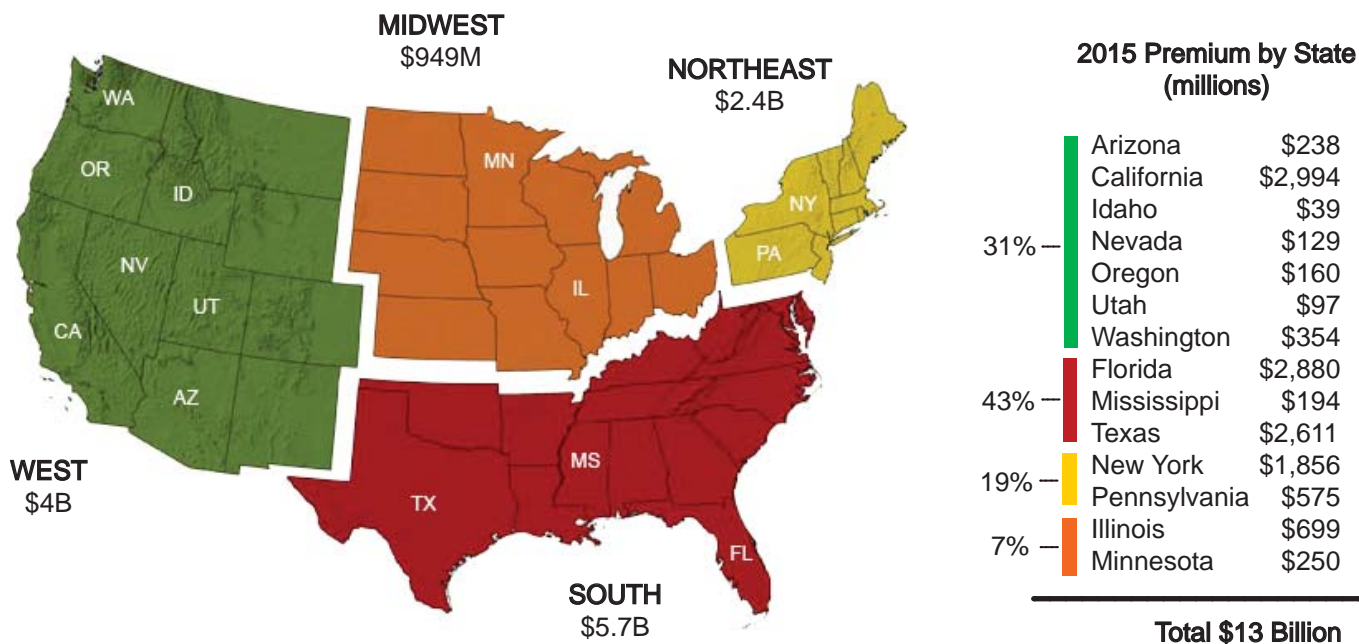 MIDWEST
$949M
NORTHEAST
$2.4B
WA
OR
ID
MN
NY
PA
NV
UT
IL
CA
AZ
WEST
$4B
TX
MS
FL
SOUTH
$5.7B
2015 Premium by State
(millions)
Arizona $238
California $2,994
Idaho $39
31% Nevada $129
Oregon $160
Utah $97
Washington $354
Florida $2,880
43% Mississippi $194
Texas $2,611
New York $1,856
19% Pennsylvania $575
Illinois $699
7% Minnesota $250
Total $13 Billion